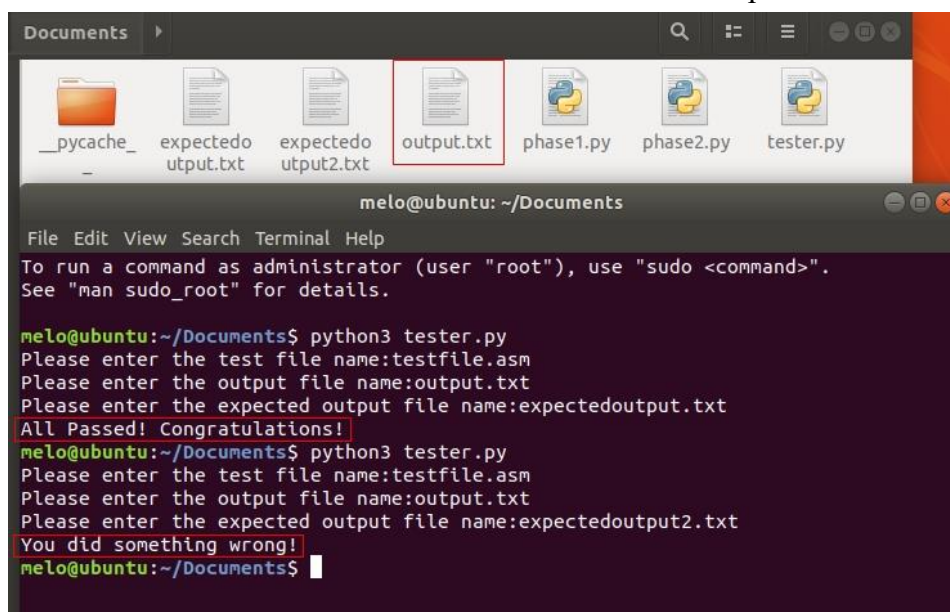 Documents
__pycache_
_
expectedo
utput.txt
expectedo
utput2.txt
output.txt
phase1.py
phase2.py
tester.py
melo@ubuntu: ~/Documents
File Edit View Search Terminal Help
To run a command as administrator (user "root"), use "sudo <command>".
See "man sudo_root" for details.
melo@ubuntu:~/Documents$ python3 tester.py
Please enter the test file name:testfile.asm
Please enter the output file name:output.txt
Please enter the expected output file name:expectedoutput.txt
All Passed! Congratulations!
melo@ubuntu:~/Documents$ python3 tester.py
Please enter the test file name:testfile.asm
Please enter the output file name:output.txt
Please enter the expected output file name:expectedoutput2.txt
You did something wrong!
melo@ubuntu:~/Documents$